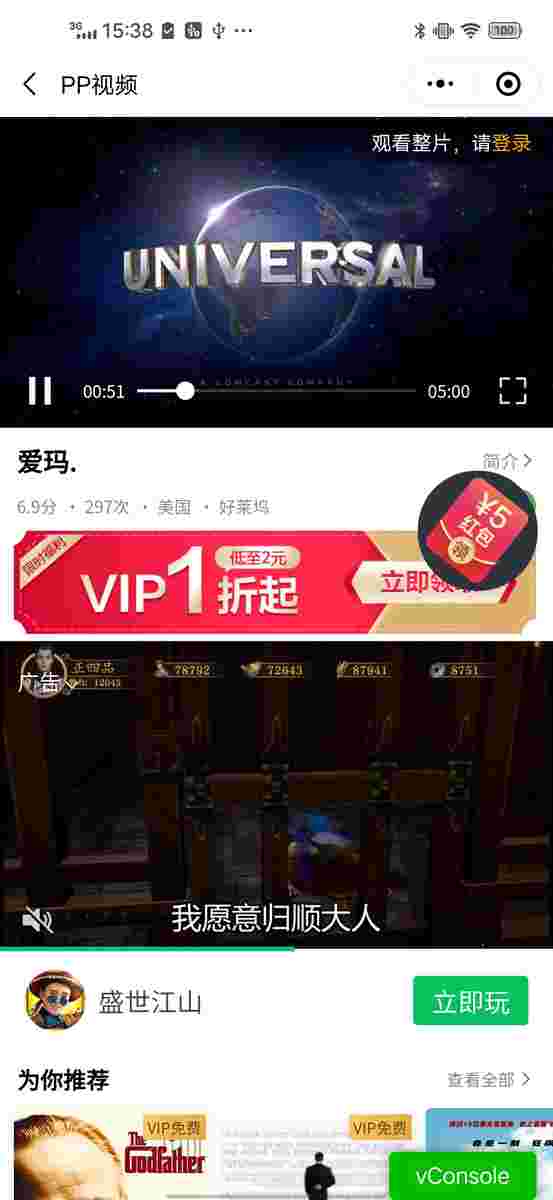 3G 15:38 100
PP视频
观看整片，请登录
UNIVERSAL
A COMCAST COMPANY
00:51 05:00
爱玛.
简介
6.9分 · 297次 · 美国 · 好莱坞
¥5
红包
领
限时福利
VIP1折起
低至2元
立即领
正四品
78792 72643 87941 8751
广告
12043
我愿意归顺大人
盛世江山
立即玩
为你推荐
查看全部
VIP免费
VIP免费
The
Godfather
vConsole